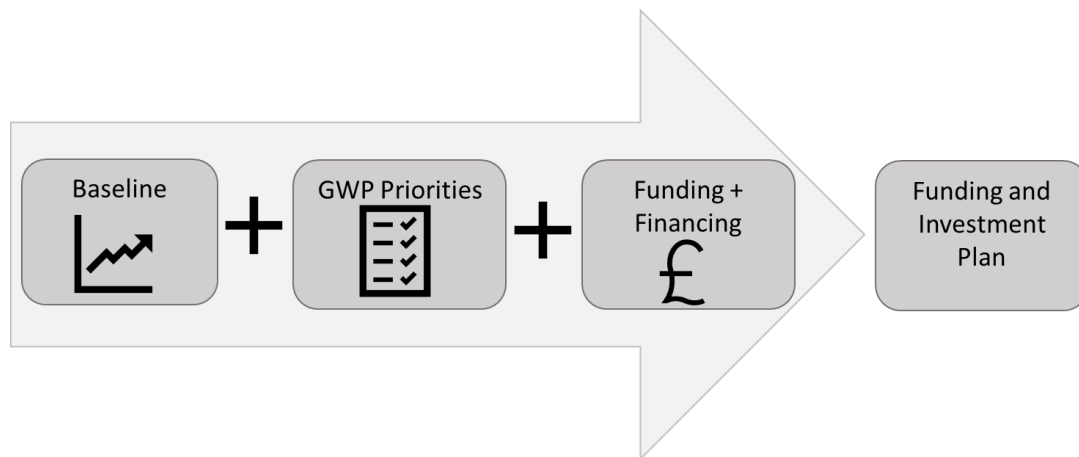 Baseline
GWP Priorities
Funding +
Financing
£
Funding and
Investment
Plan